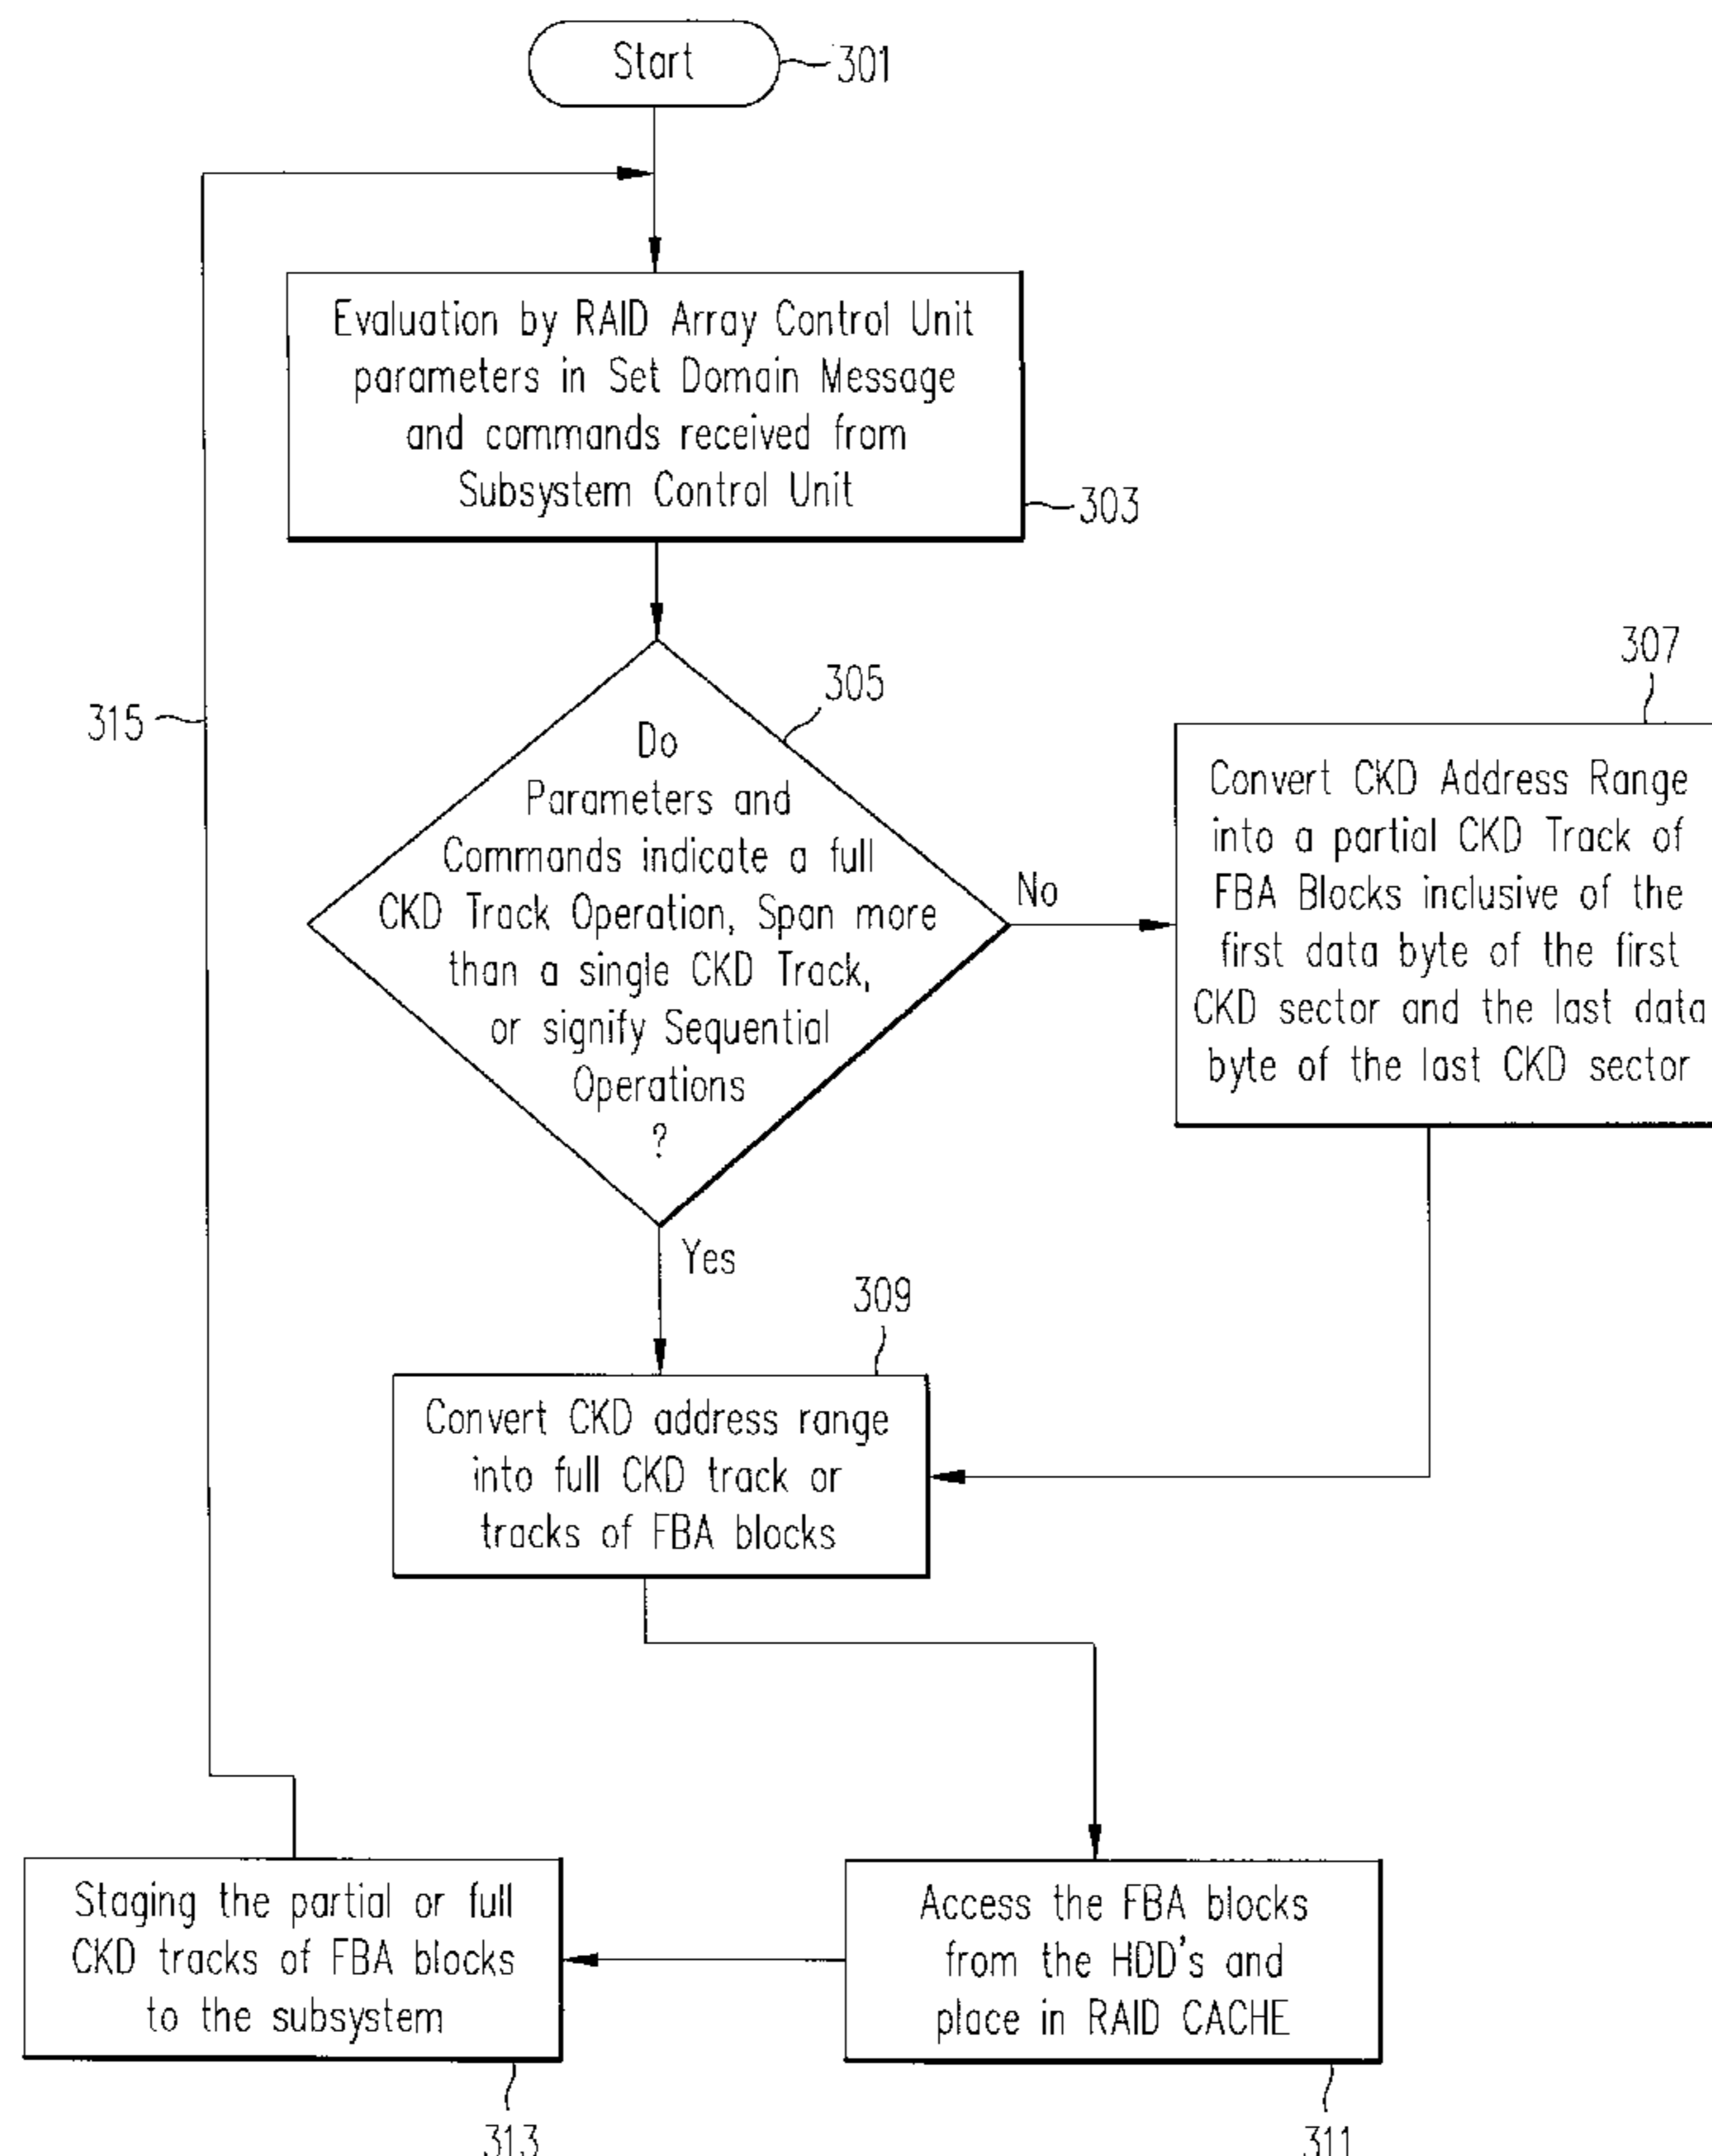 Start
301
Evaluation by RAID Array Control Unit
parameters in Set Domain Message
and commands received from
Subsystem Control Unit
303
305
Do
Parameters and
Commands indicate a full
CKD Track Operation, Span more
than a single CKD Track,
or signify Sequential
Operations
?
No
Yes
307
Convert CKD Address Range
into a partial CKD Track of
FBA Blocks inclusive of the
first data byte of the first
CKD sector and the last data
byte of the last CKD sector
315
309
Convert CKD address range
into full CKD track or
tracks of FBA blocks
Access the FBA blocks
from the HDD's and
place in RAID CACHE
311
Staging the partial or full
CKD tracks of FBA blocks
to the subsystem
313